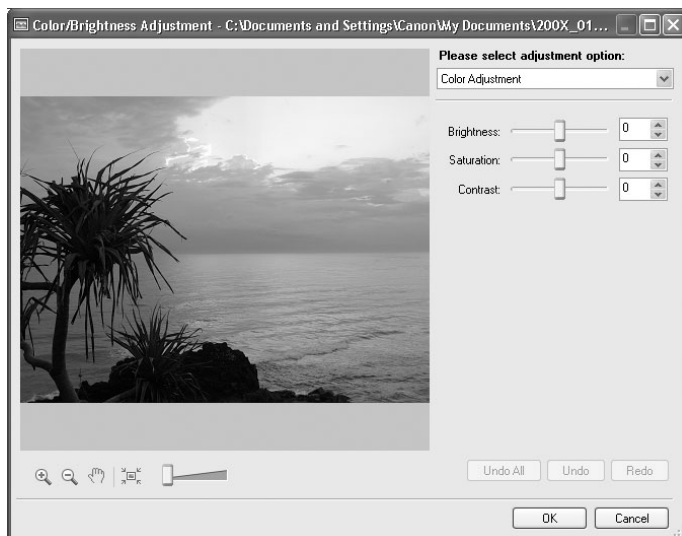 Color/Brightness Adjustment - C:\Documents and Settings\Canon\My Documents\200X_01...
Please select adjustment option:
Color Adjustment
Brightness: 0
Saturation: 0
Contrast: 0
Undo All Undo Redo
OK Cancel